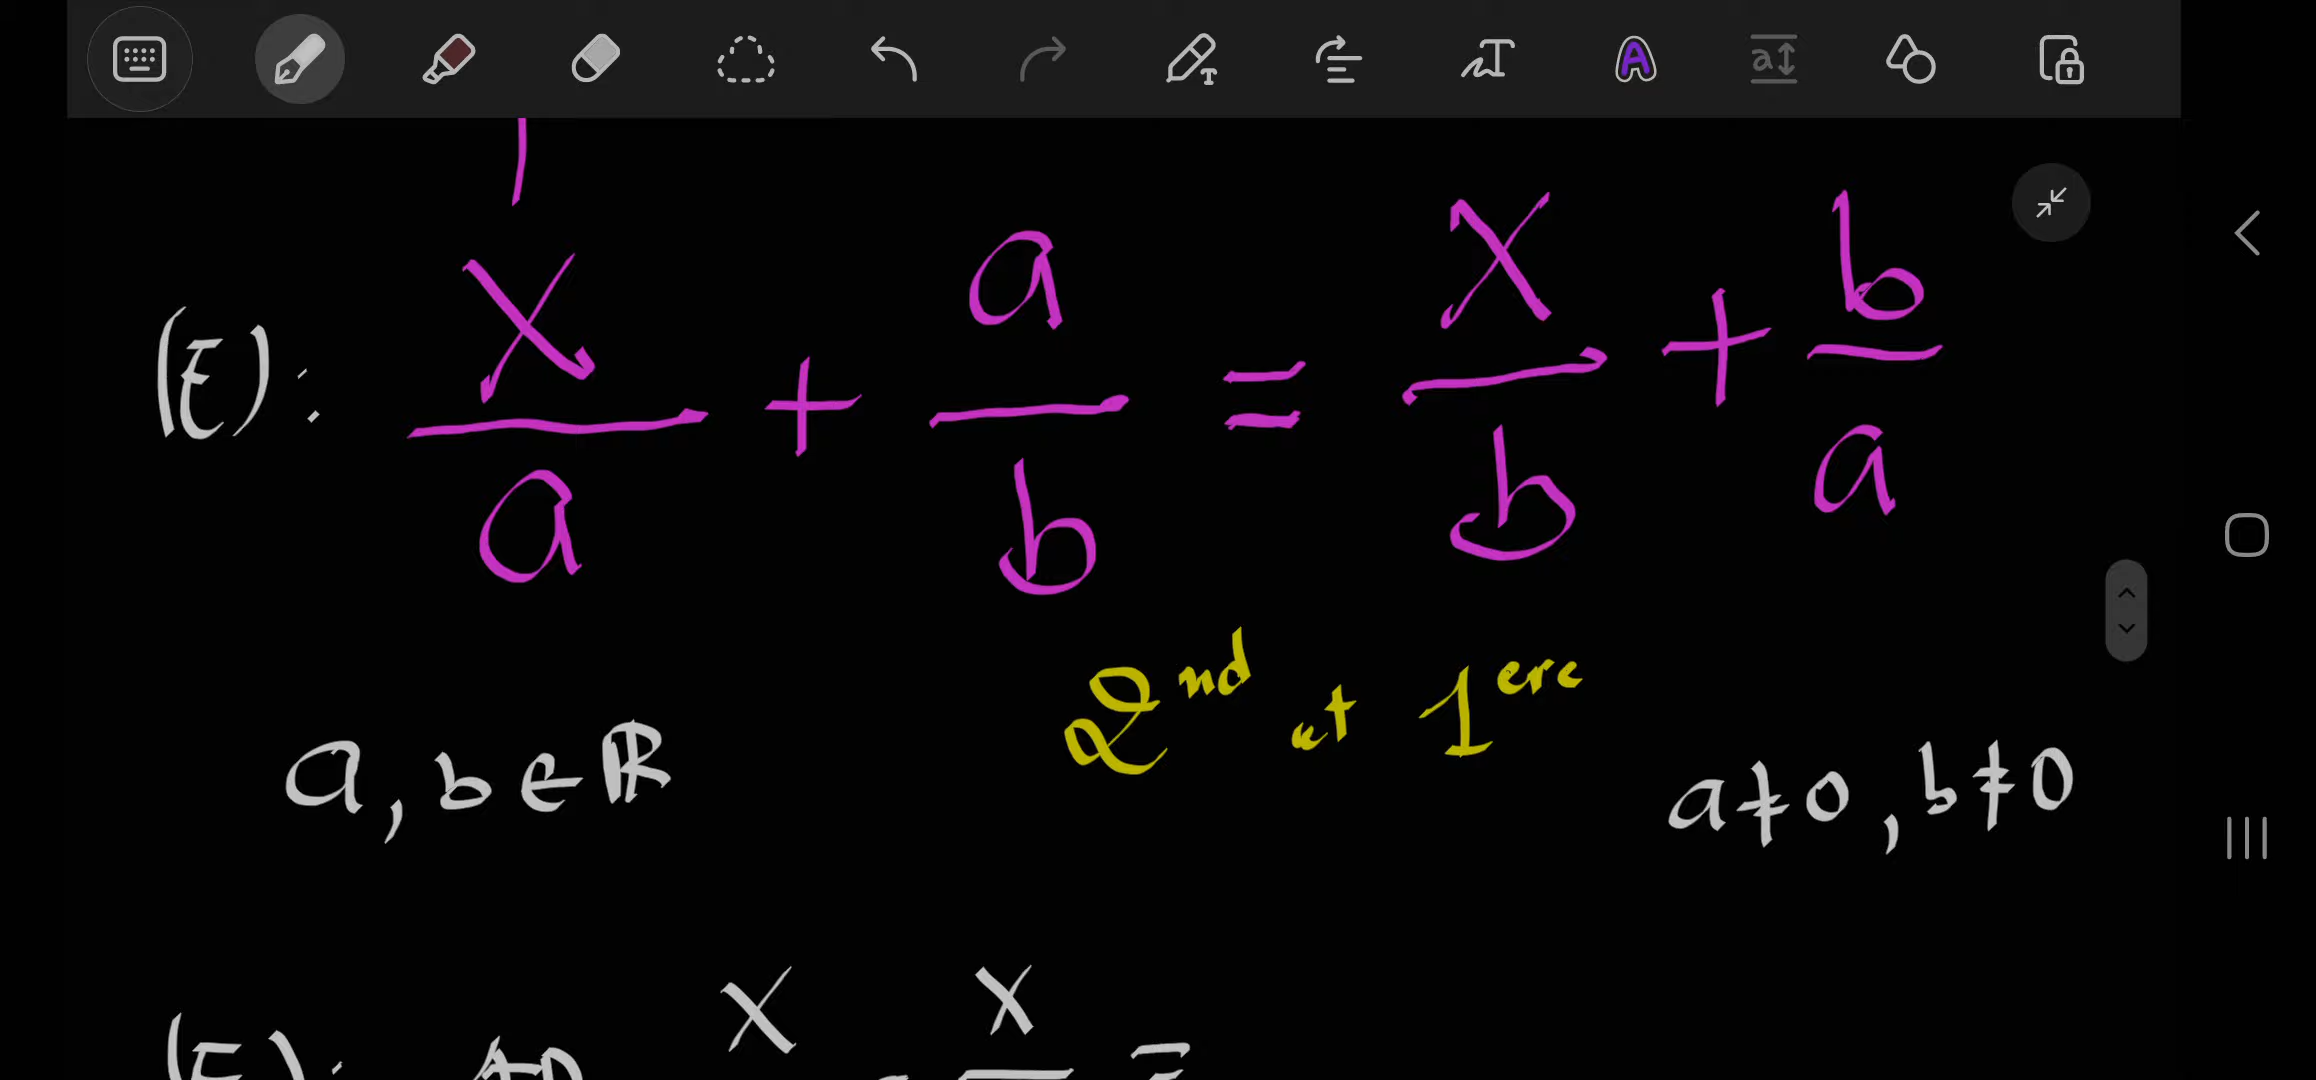 (E): x/a + a/b = x/b + b/a
2nd et 1ere
a, b ∈ ℝ
a≠0, b≠0
(E): ⇔ x x =